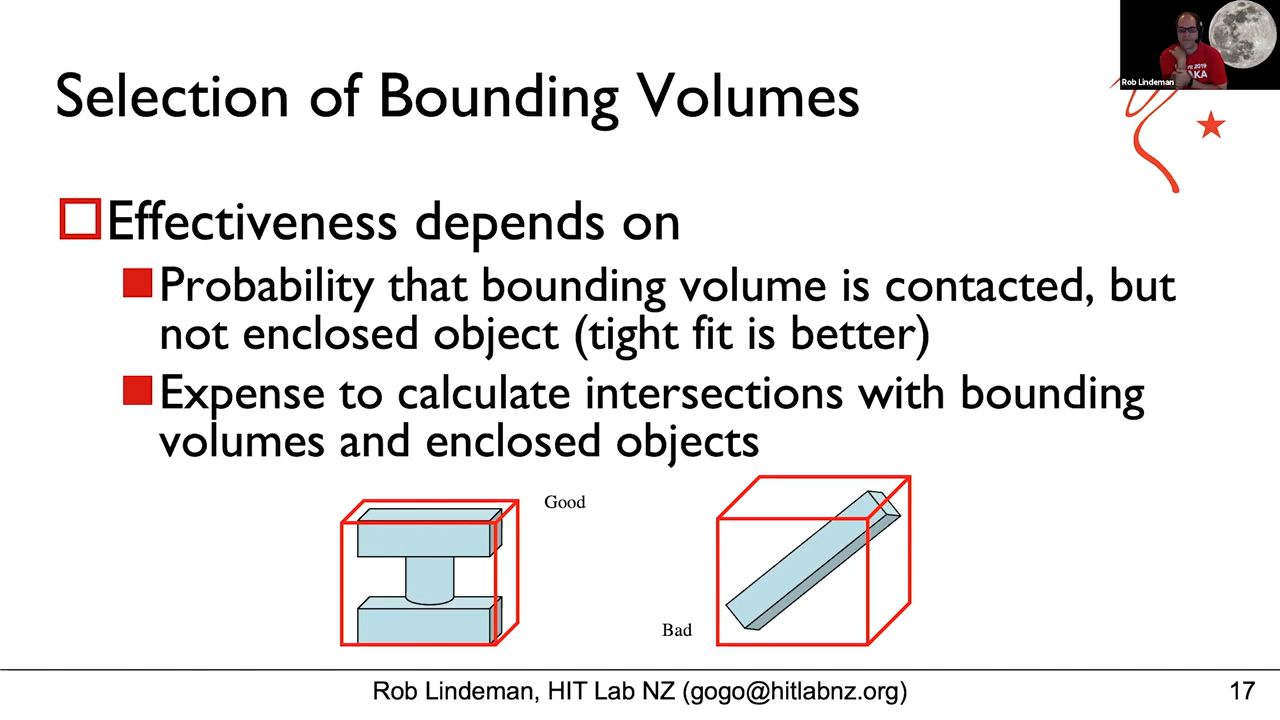 Selection of Bounding Volumes
Rob Lindeman
Effectiveness depends on
Probability that bounding volume is contacted, but
not enclosed object (tight fit is better)
Expense to calculate intersections with bounding
volumes and enclosed objects
Good
Bad
Rob Lindeman, HIT Lab NZ (gogo@hitlabnz.org)
17